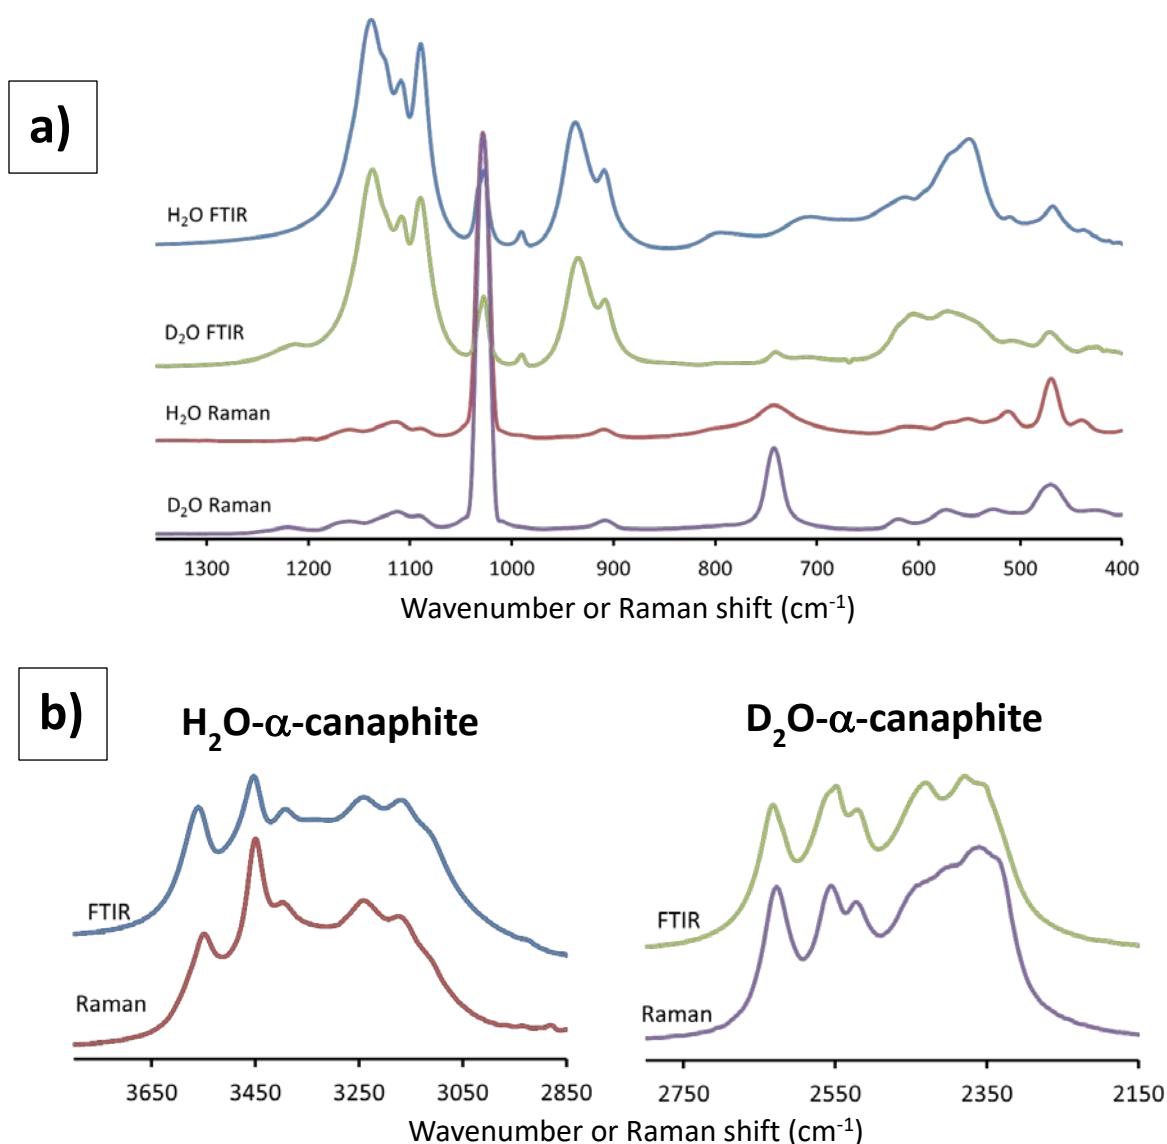 a)
H₂O FTIR
D₂O FTIR
H₂O Raman
D₂O Raman
1300 1200 1100 1000 900 800 700 600 500 400
Wavenumber or Raman shift (cm⁻¹)
b)
H₂O-α-canaphite
D₂O-α-canaphite
FTIR
Raman
3650 3450 3250 3050 2850
FTIR
Raman
2750 2550 2350 2150
Wavenumber or Raman shift (cm⁻¹)